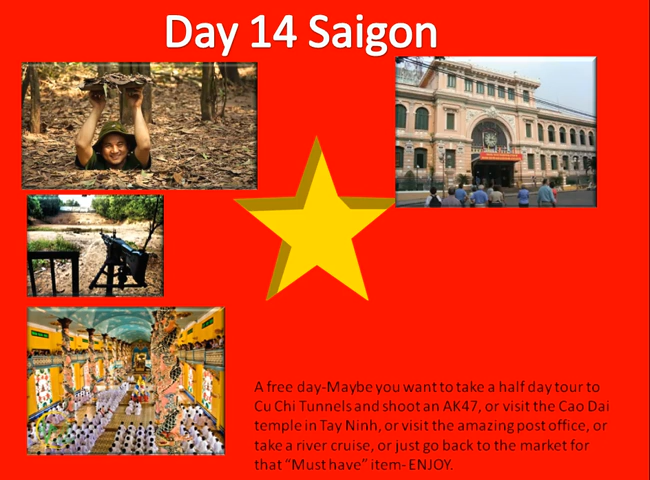 Day 14 Saigon
A free day-Maybe you want to take a half day tour to
Cu Chi Tunnels and shoot an AK47, or visit the Cao Dai
temple in Tay Ninh, or visit the amazing post office, or
take a river cruise, or just go back to the market for
that “Must have” item- ENJOY.